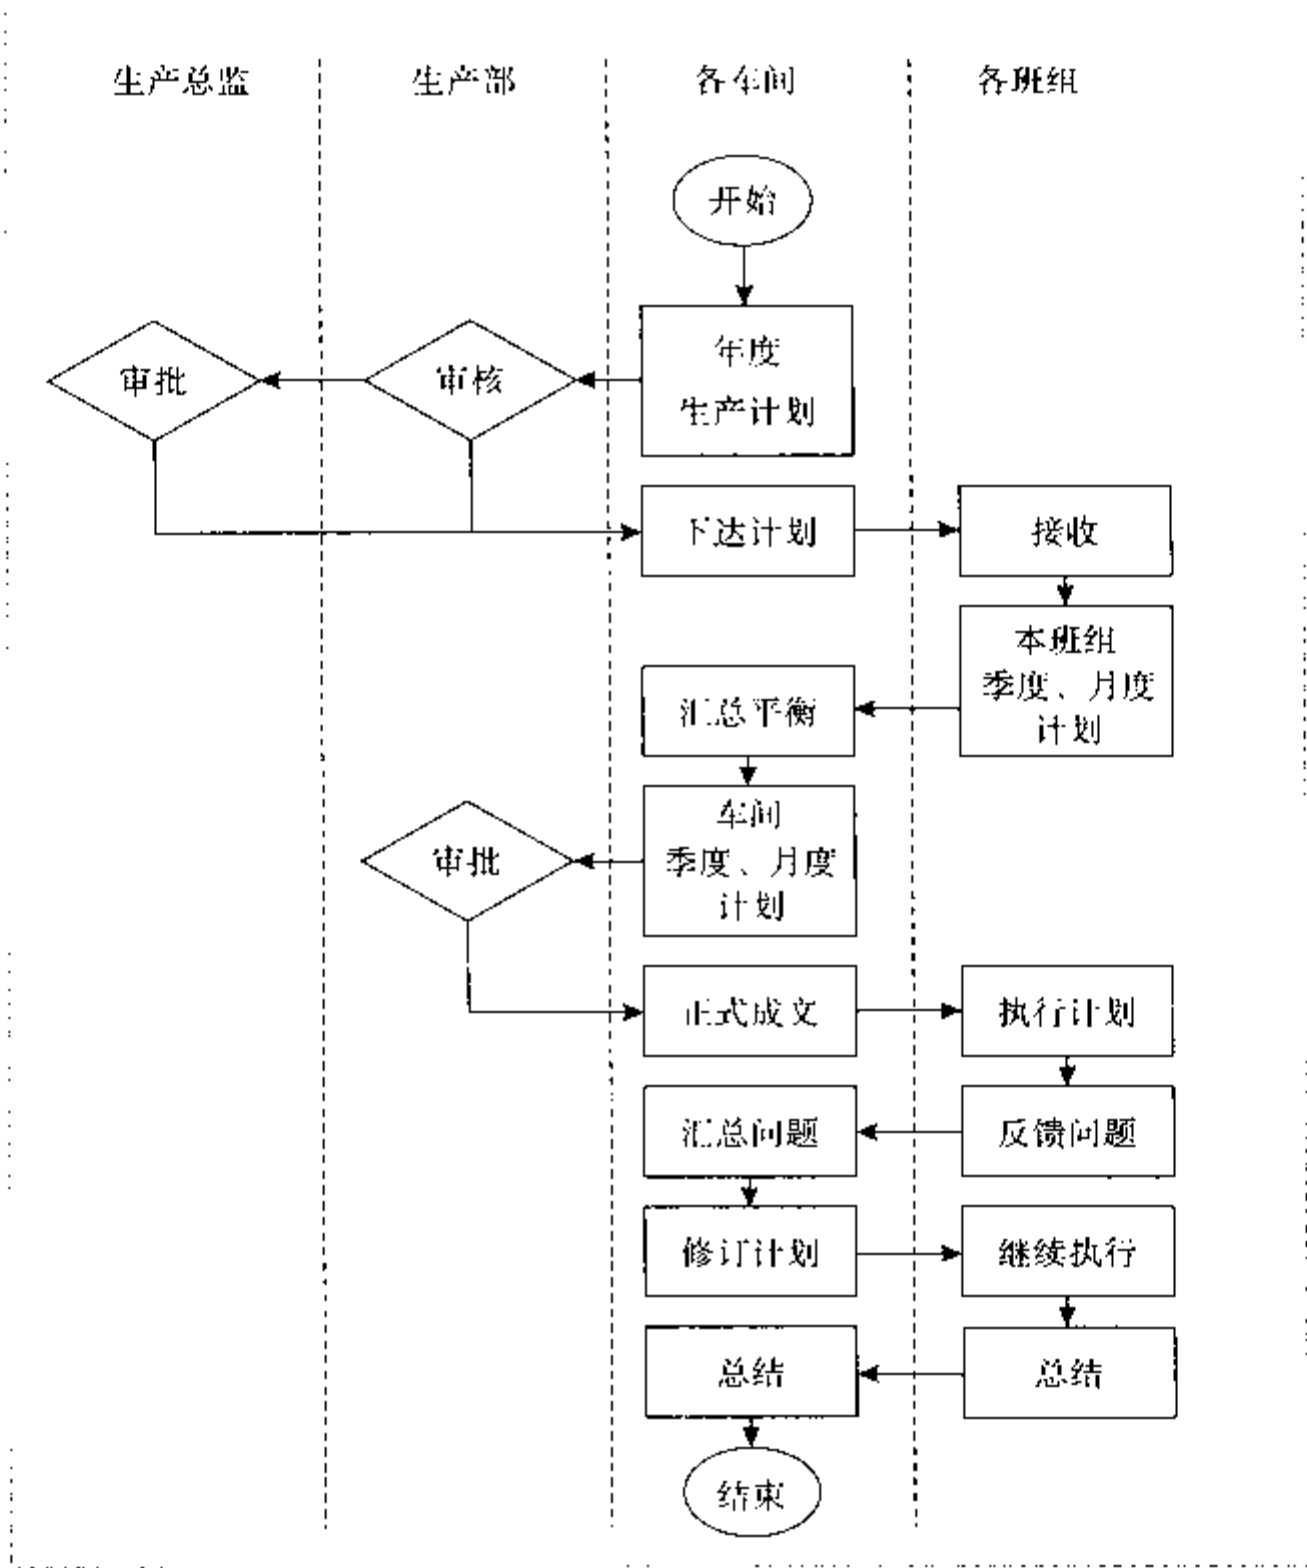 生产总监
生产部
各车间
各班组
开始
年度
生产计划
审核
审批
下达计划
接收
本班组
季度、月度
计划
汇总平衡
车间
季度、月度
计划
审批
正式成文
执行计划
汇总问题
反馈问题
修订计划
继续执行
总结
总结
结束